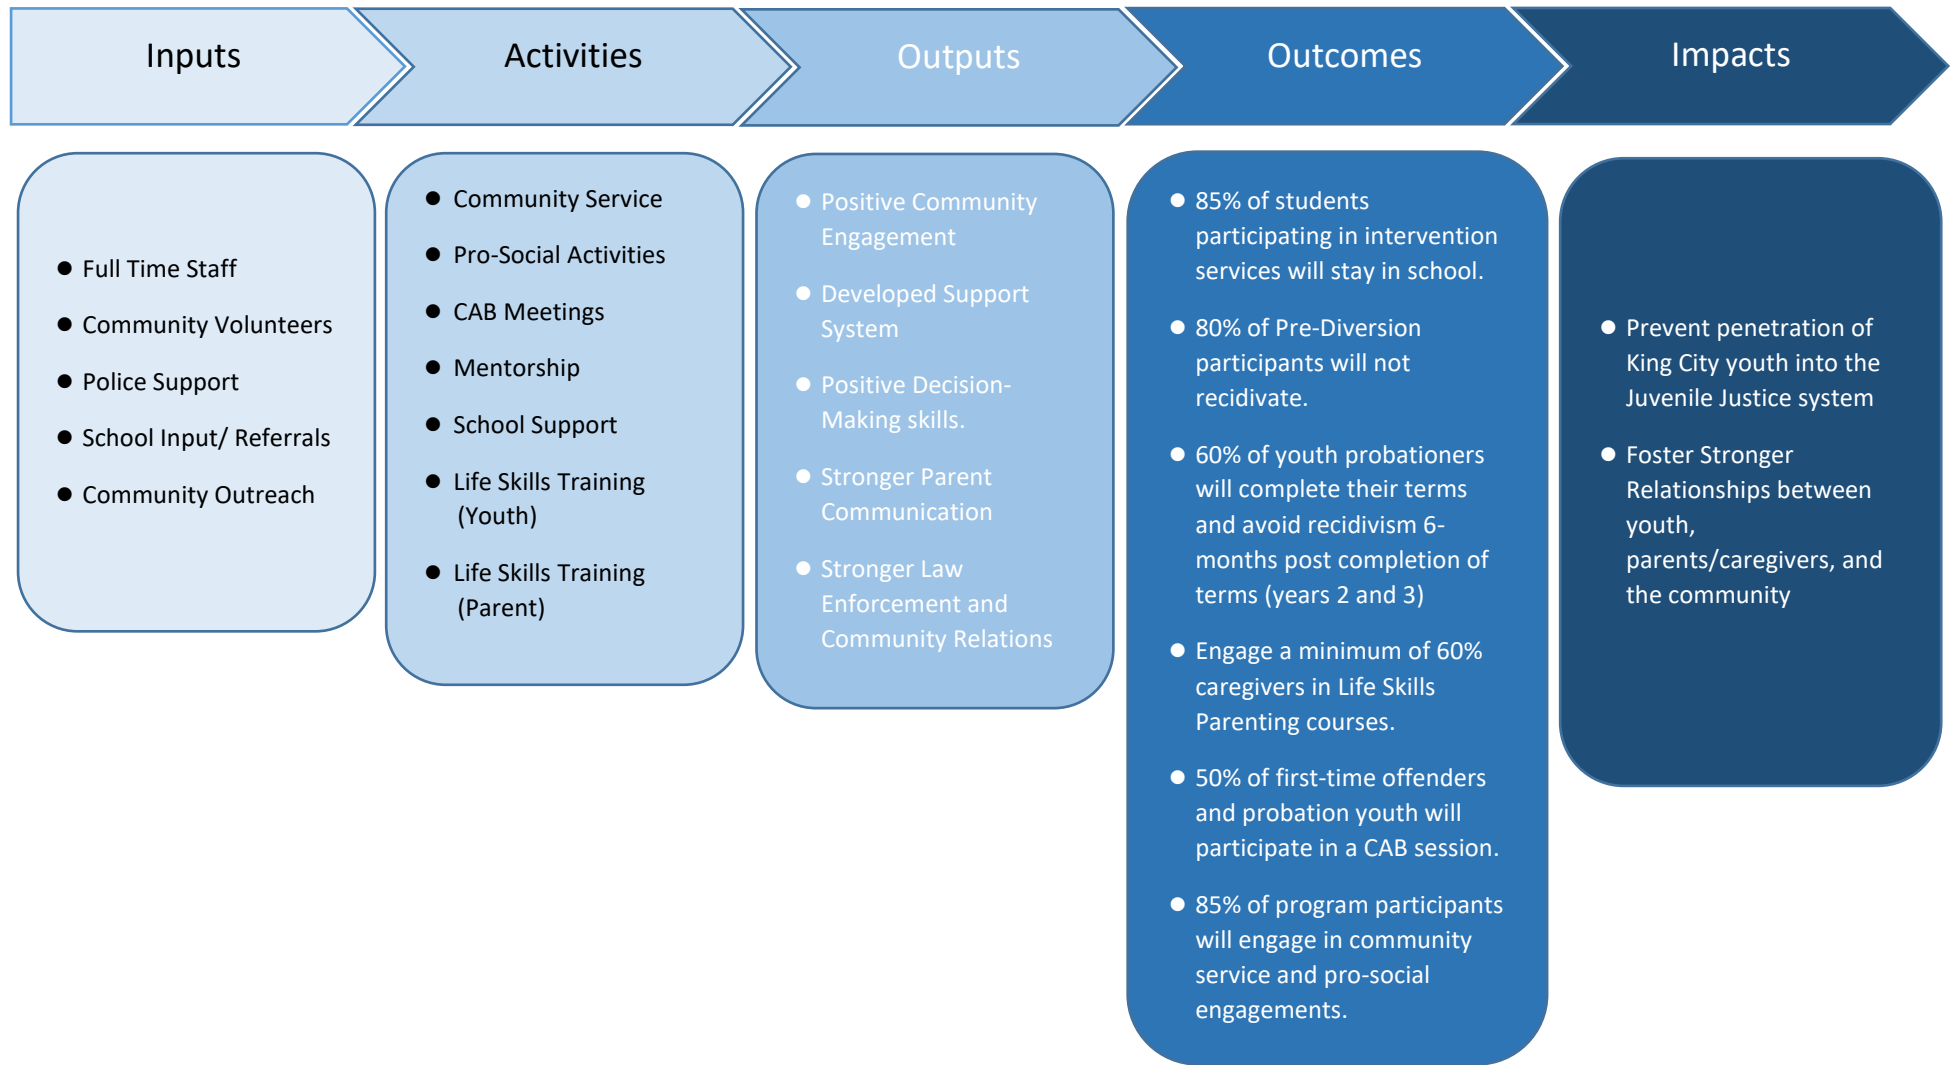 Inputs
Activities
Outputs
Outcomes
Impacts
● Full Time Staff
● Community Volunteers
● Police Support
● School Input/ Referrals
● Community Outreach
● Community Service
● Pro-Social Activities
● CAB Meetings
● Mentorship
● School Support
● Life Skills Training
(Youth)
● Life Skills Training
(Parent)
● Positive Community
Engagement
● Developed Support
System
● Positive Decision-
Making skills.
● Stronger Parent
Communication
● Stronger Law
Enforcement and
Community Relations
● 85% of students
participating in intervention
services will stay in school.
● 80% of Pre-Diversion
participants will not
recidivate.
● 60% of youth probationers
will complete their terms
and avoid recidivism 6-
months post completion of
terms (years 2 and 3)
● Engage a minimum of 60%
caregivers in Life Skills
Parenting courses.
● 50% of first-time offenders
and probation youth will
participate in a CAB session.
● 85% of program participants
will engage in community
service and pro-social
engagements.
● Prevent penetration of
King City youth into the
Juvenile Justice system
● Foster Stronger
Relationships between
youth,
parents/caregivers, and
the community